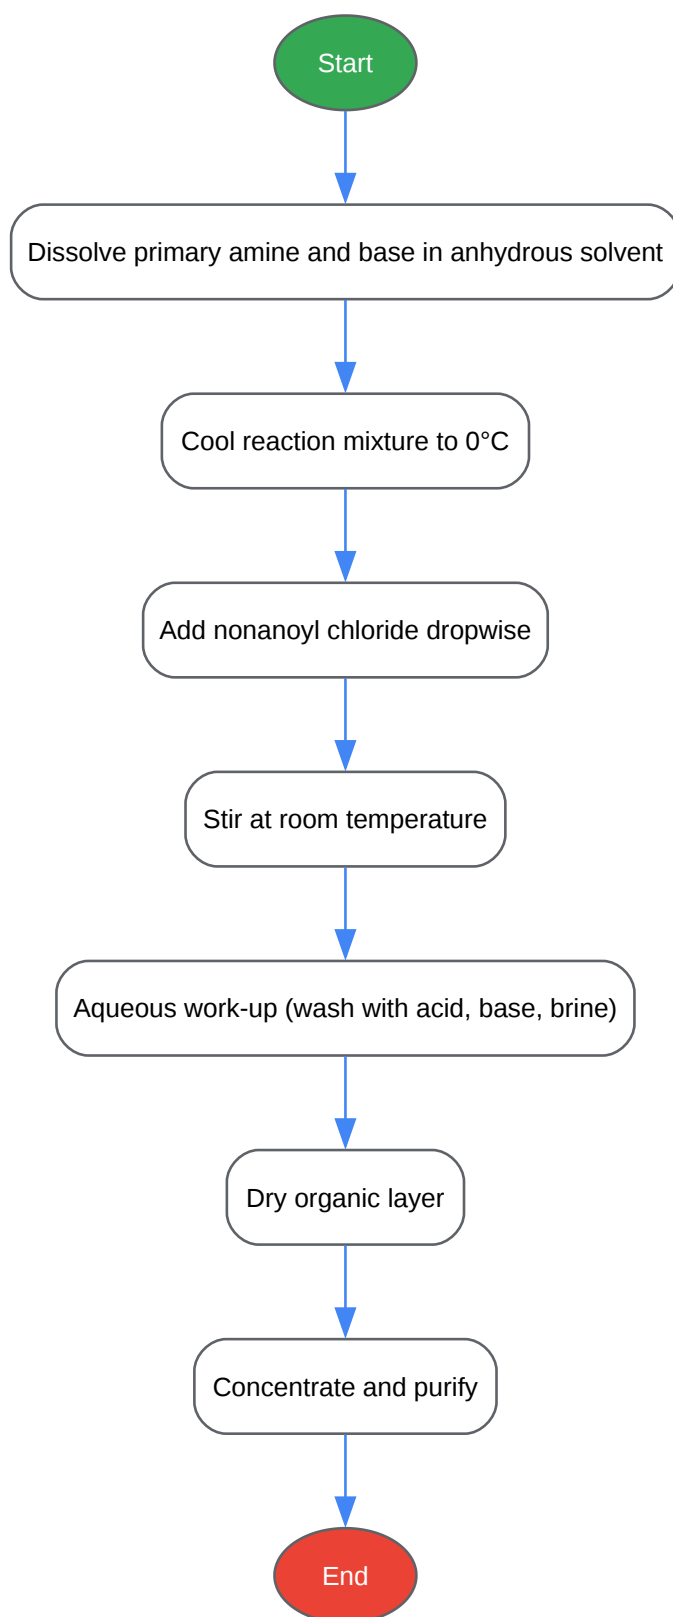 Start
Dissolve primary amine and base in anhydrous solvent
Cool reaction mixture to 0°C
Add nonanoyl chloride dropwise
Stir at room temperature
Aqueous work-up (wash with acid, base, brine)
Dry organic layer
Concentrate and purify
End